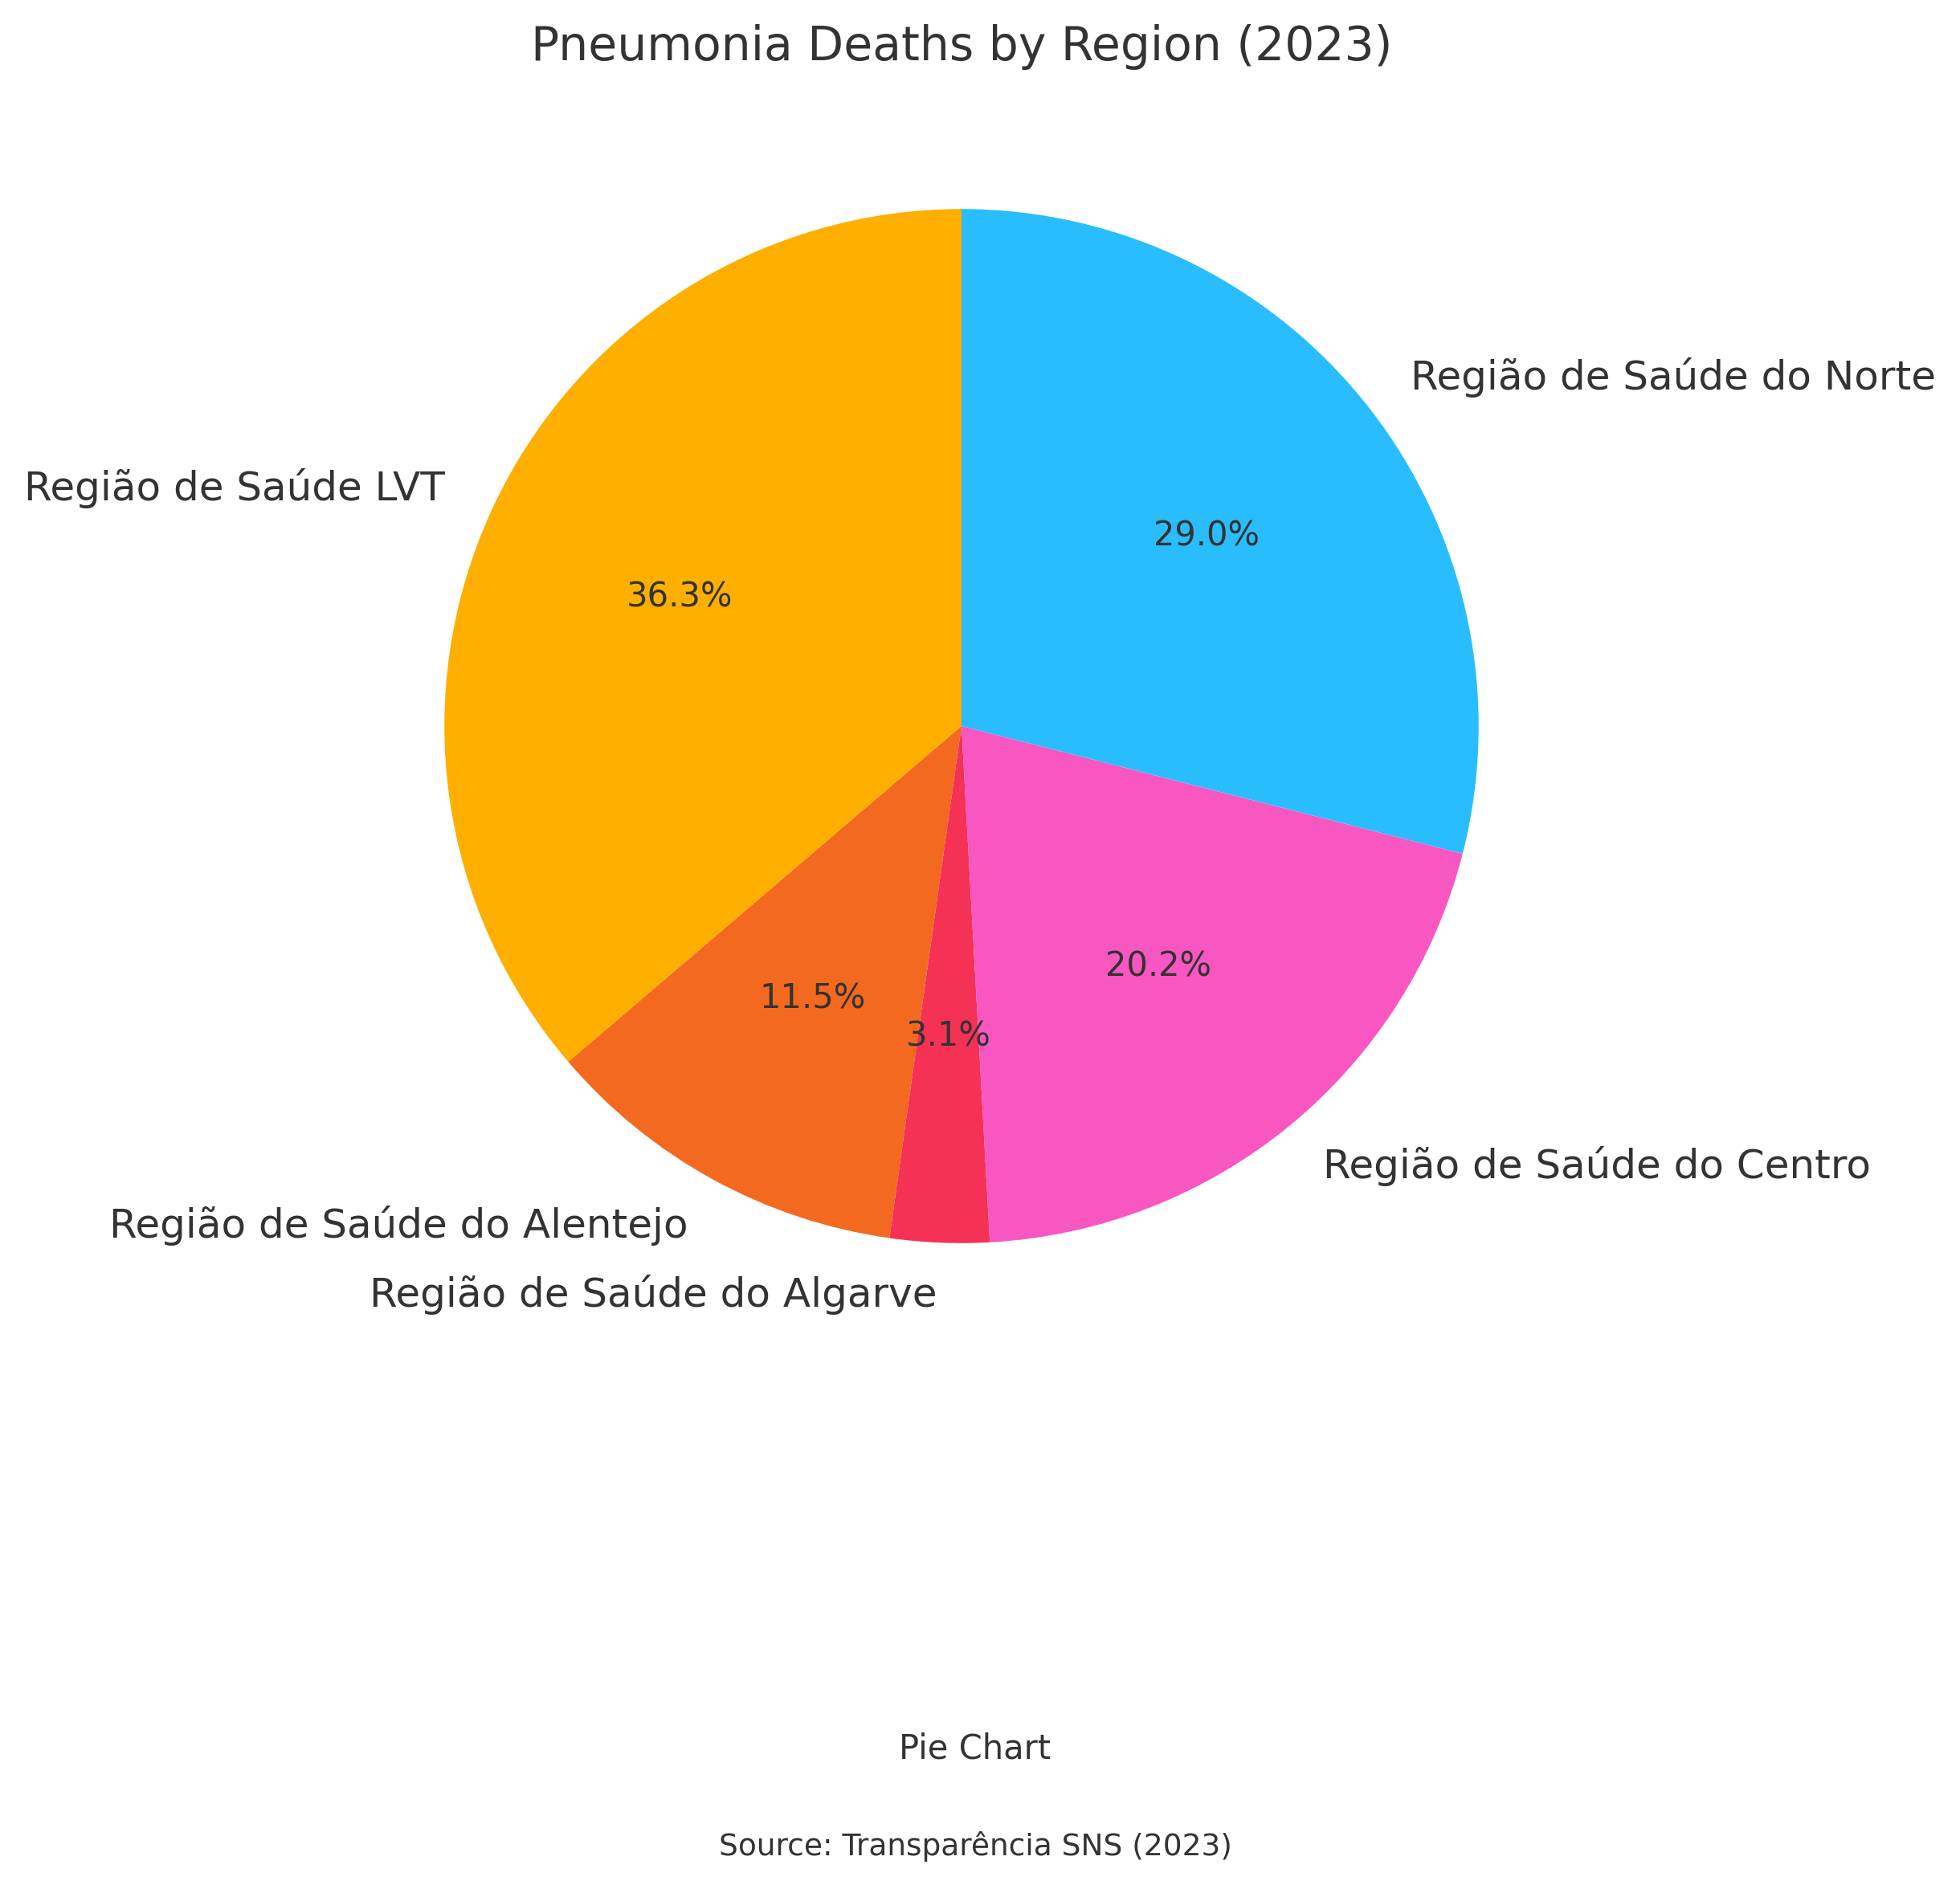 Pneumonia Deaths by Region (2023)
Região de Saúde do Norte
Região de Saúde LVT
29.0%
36.3%
20.2%
11.5%
3.1%
Região de Saúde do Centro
Região de Saúde do Alentejo
Região de Saúde do Algarve
Pie Chart
Source: Transparência SNS (2023)